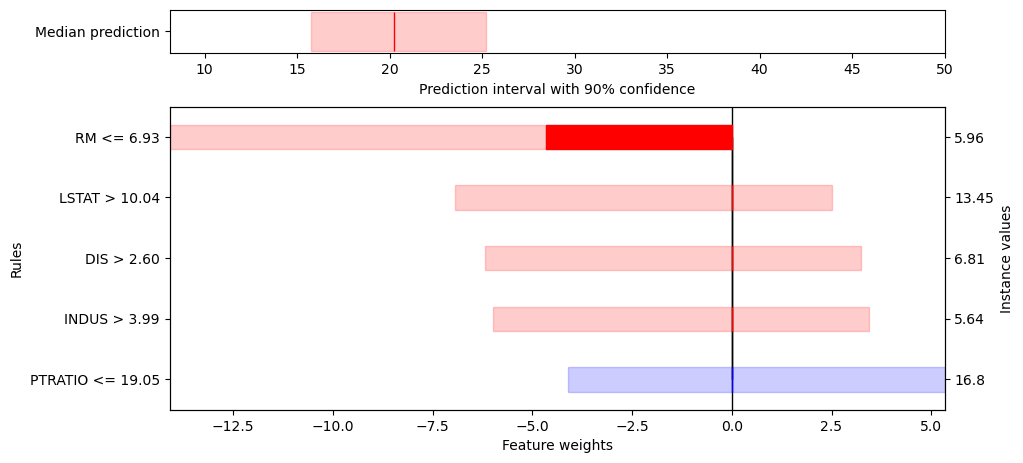 Median prediction
10 15 20 25 30 35 40 45 50
Prediction interval with 90% confidence
RM <= 6.93 5.96
LSTAT > 10.04 13.45
DIS > 2.60 6.81
INDUS > 3.99 5.64
PTRATIO <= 19.05 16.8
Rules
Instance values
−12.5 −10.0 −7.5 −5.0 −2.5 0.0 2.5 5.0
Feature weights